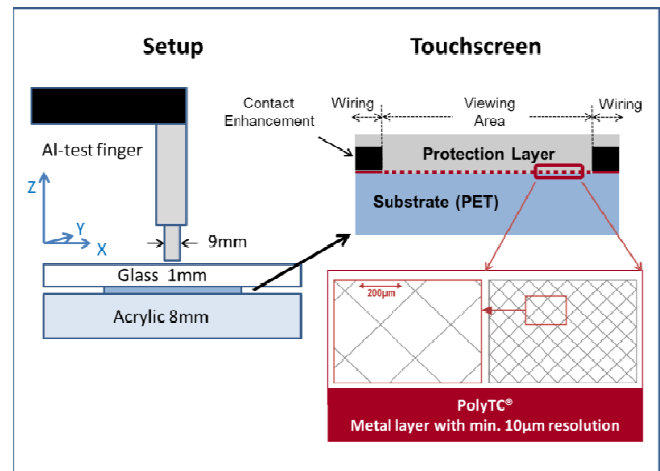 Setup
Touchscreen
Contact
Enhancement
Wiring
Viewing
Area
Wiring
Al-test finger
Protection Layer
Substrate (PET)
Z
Y
X
9mm
Glass 1mm
Acrylic 8mm
200µm
PolyTC®
Metal layer with min. 10µm resolution